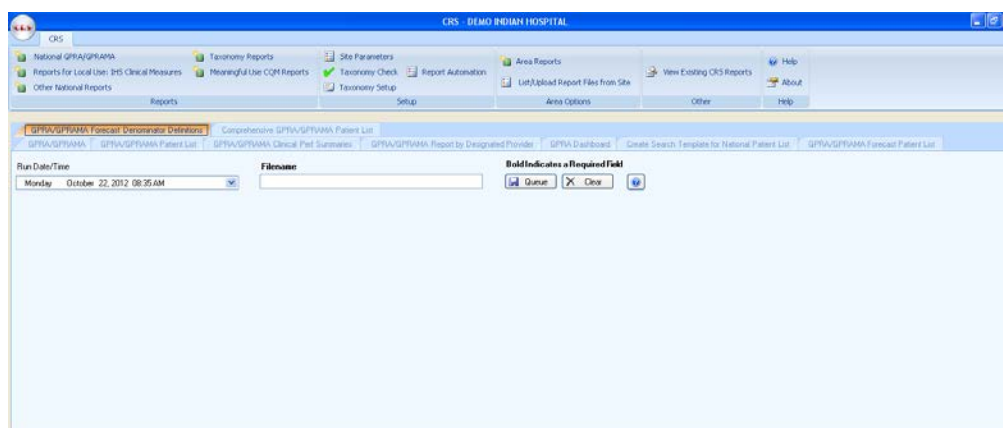 CRS - DEMO INDIAN HOSPITAL
CRS
National GPRA/GPRAMA
Taxonomy Reports
Site Parameters
Area Reports
Help
Reports for Local Use: IHS Clinical Measures
Meaningful Use CQM Reports
Taxonomy Check
Report Automation
View Existing CRS Reports
Other National Reports
Taxonomy Setup
List/Upload Report Files from Site
About
Reports
Setup
Area Options
Other
Help
GPRA/GPRAMA Forecast Denominator Definitions
Comprehensive GPRA/GPRAMA Patient List
GPRA/GPRAMA
GPRA/GPRAMA Patient List
GPRA/GPRAMA Clinical Perf Summaries
GPRA/GPRAMA Report by Designated Provider
GPRA Dashboard
Create Search Template for National Patient List
GPRA/GPRAMA Forecast Patient List
Run Date/Time
Filename
Bold Indicates a Required Field
Monday October 22, 2012 08:35 AM
Queue
Clear